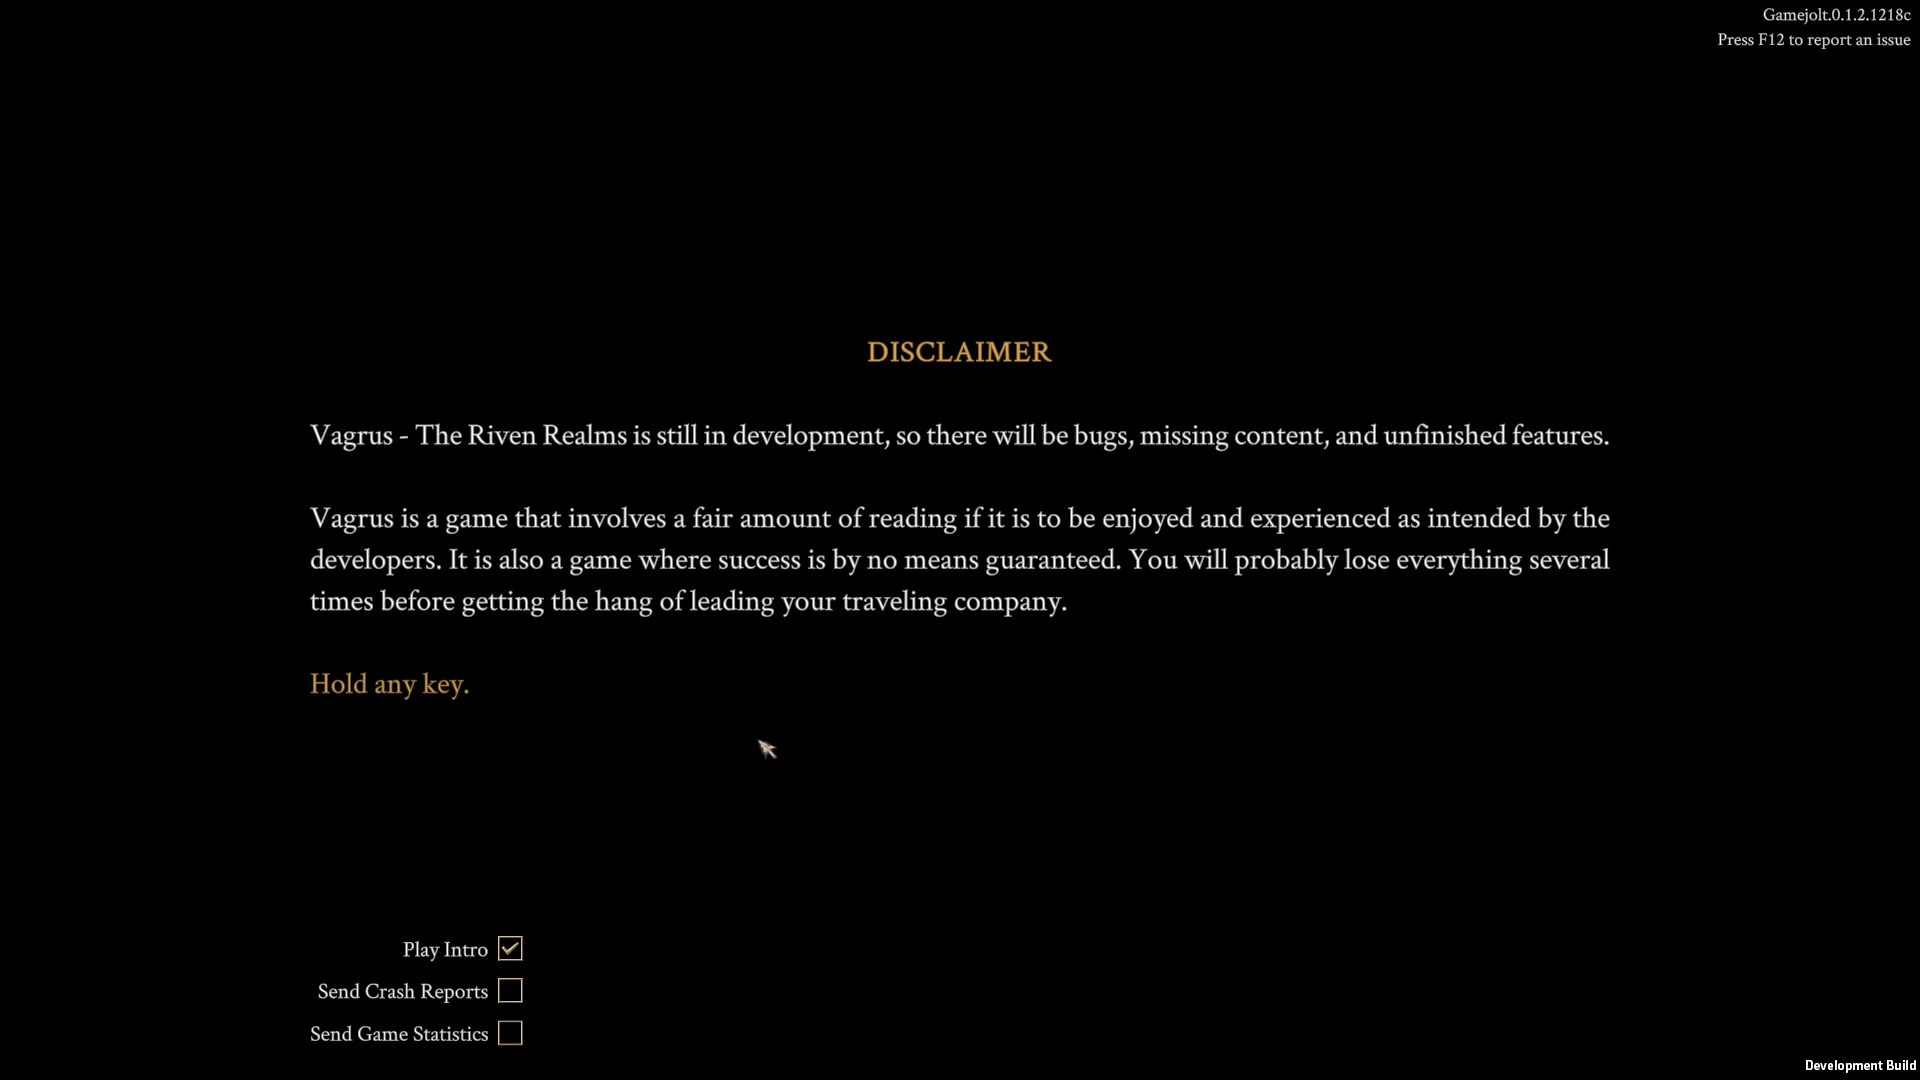 Gamejolt.0.1.2.1218c
Press F12 to report an issue
DISCLAIMER
Vagrus - The Riven Realms is still in development, so there will be bugs, missing content, and unfinished features.
Vagrus is a game that involves a fair amount of reading if it is to be enjoyed and experienced as intended by the
developers. It is also a game where success is by no means guaranteed. You will probably lose everything several
times before getting the hang of leading your traveling company.
Hold any key.
Play Intro
Send Crash Reports
Send Game Statistics
Development Build